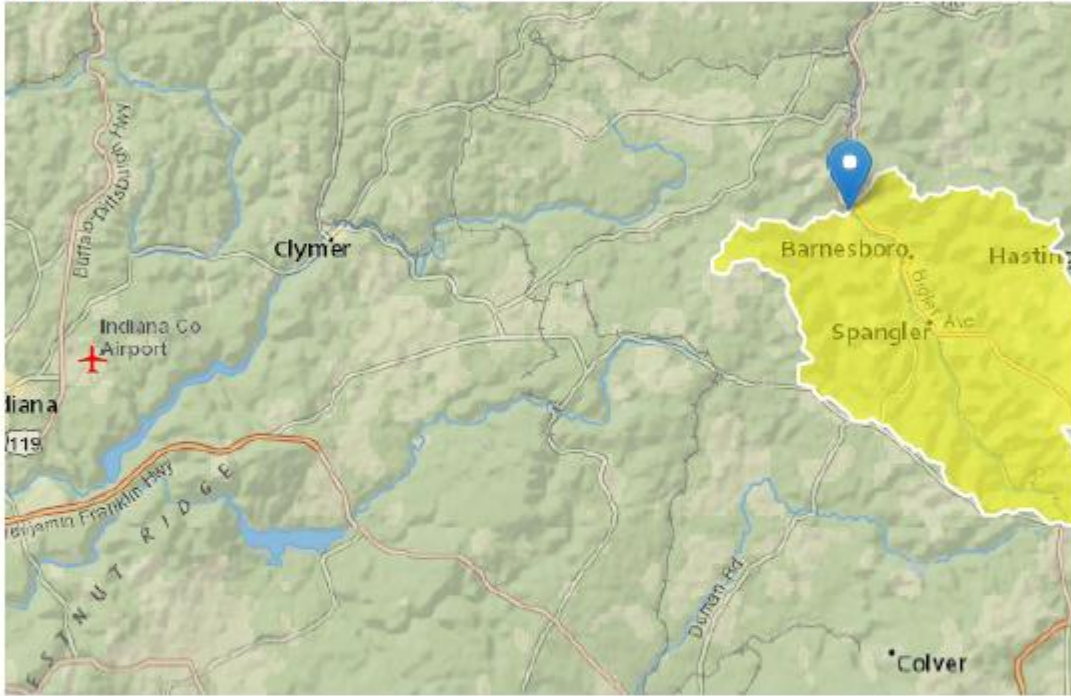 Buffalo-Pittsburgh Hwy
Clymer
Barnesboro
Hasting
Bigler Ave
Spangler
Indiana Co
Airport
diana
119
Benjamin Franklin Hwy
ESTNUT RIDGE
Duman Rd
Colver